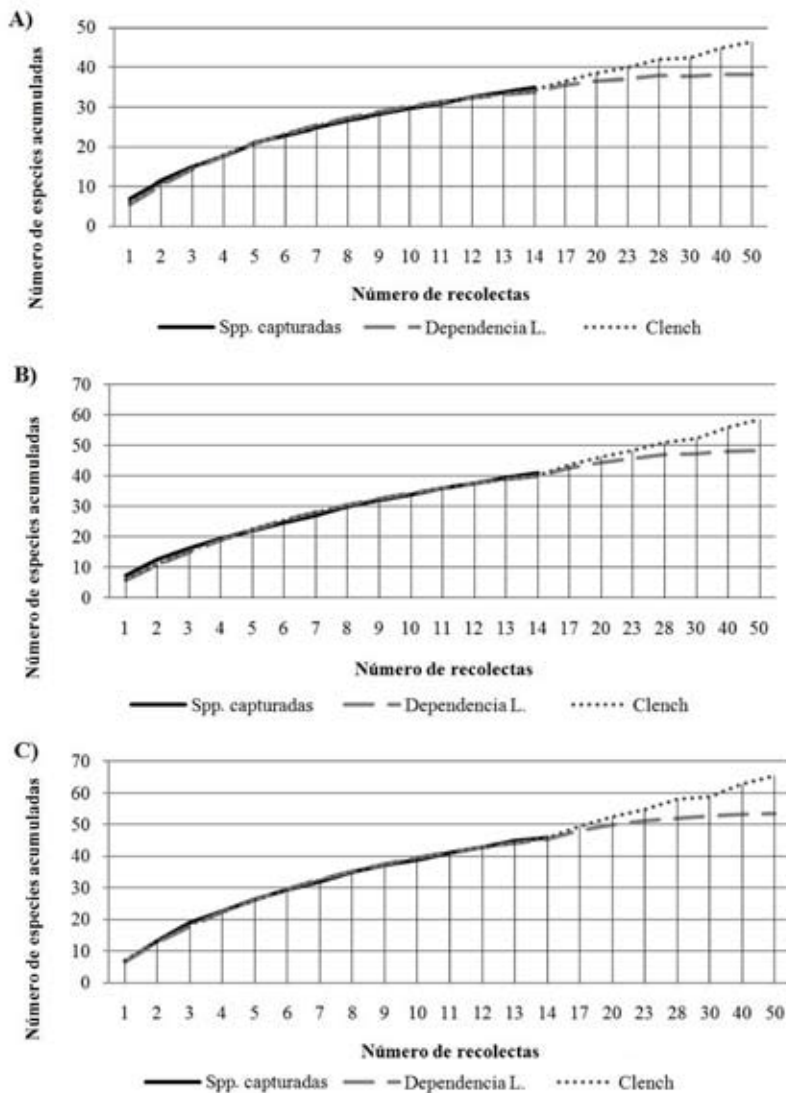 A)
Número de especies acumuladas
50
40
30
20
10
0
1 2 3 4 5 6 7 8 9 10 11 12 13 14 17 20 23 28 30 40 50
Número de recolectas
Spp. capturadas Dependencia L. Clench
B)
Número de especies acumuladas
70
60
50
40
30
20
10
0
1 2 3 4 5 6 7 8 9 10 11 12 13 14 17 20 23 28 30 40 50
Número de recolectas
Spp. capturadas Dependencia L. Clench
C)
Número de especies acumuladas
70
60
50
40
30
20
10
0
1 2 3 4 5 6 7 8 9 10 11 12 13 14 17 20 23 28 30 40 50
Número de recolectas
Spp. capturadas Dependencia L. Clench